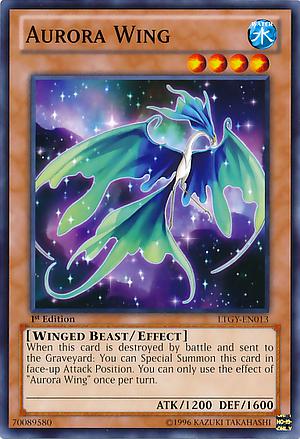 AURORA WING
WATER
水
1st Edition
LTGY-EN013
[WINGED BEAST/EFFECT]
When this card is destroyed by battle and sent
to the Graveyard: You can Special Summon this card in
face-up Attack Position. You can only use the effect of
"Aurora Wing" once per turn.
ATK/1200 DEF/1600
70089580
©1996 KAZUKI TAKAHASHI